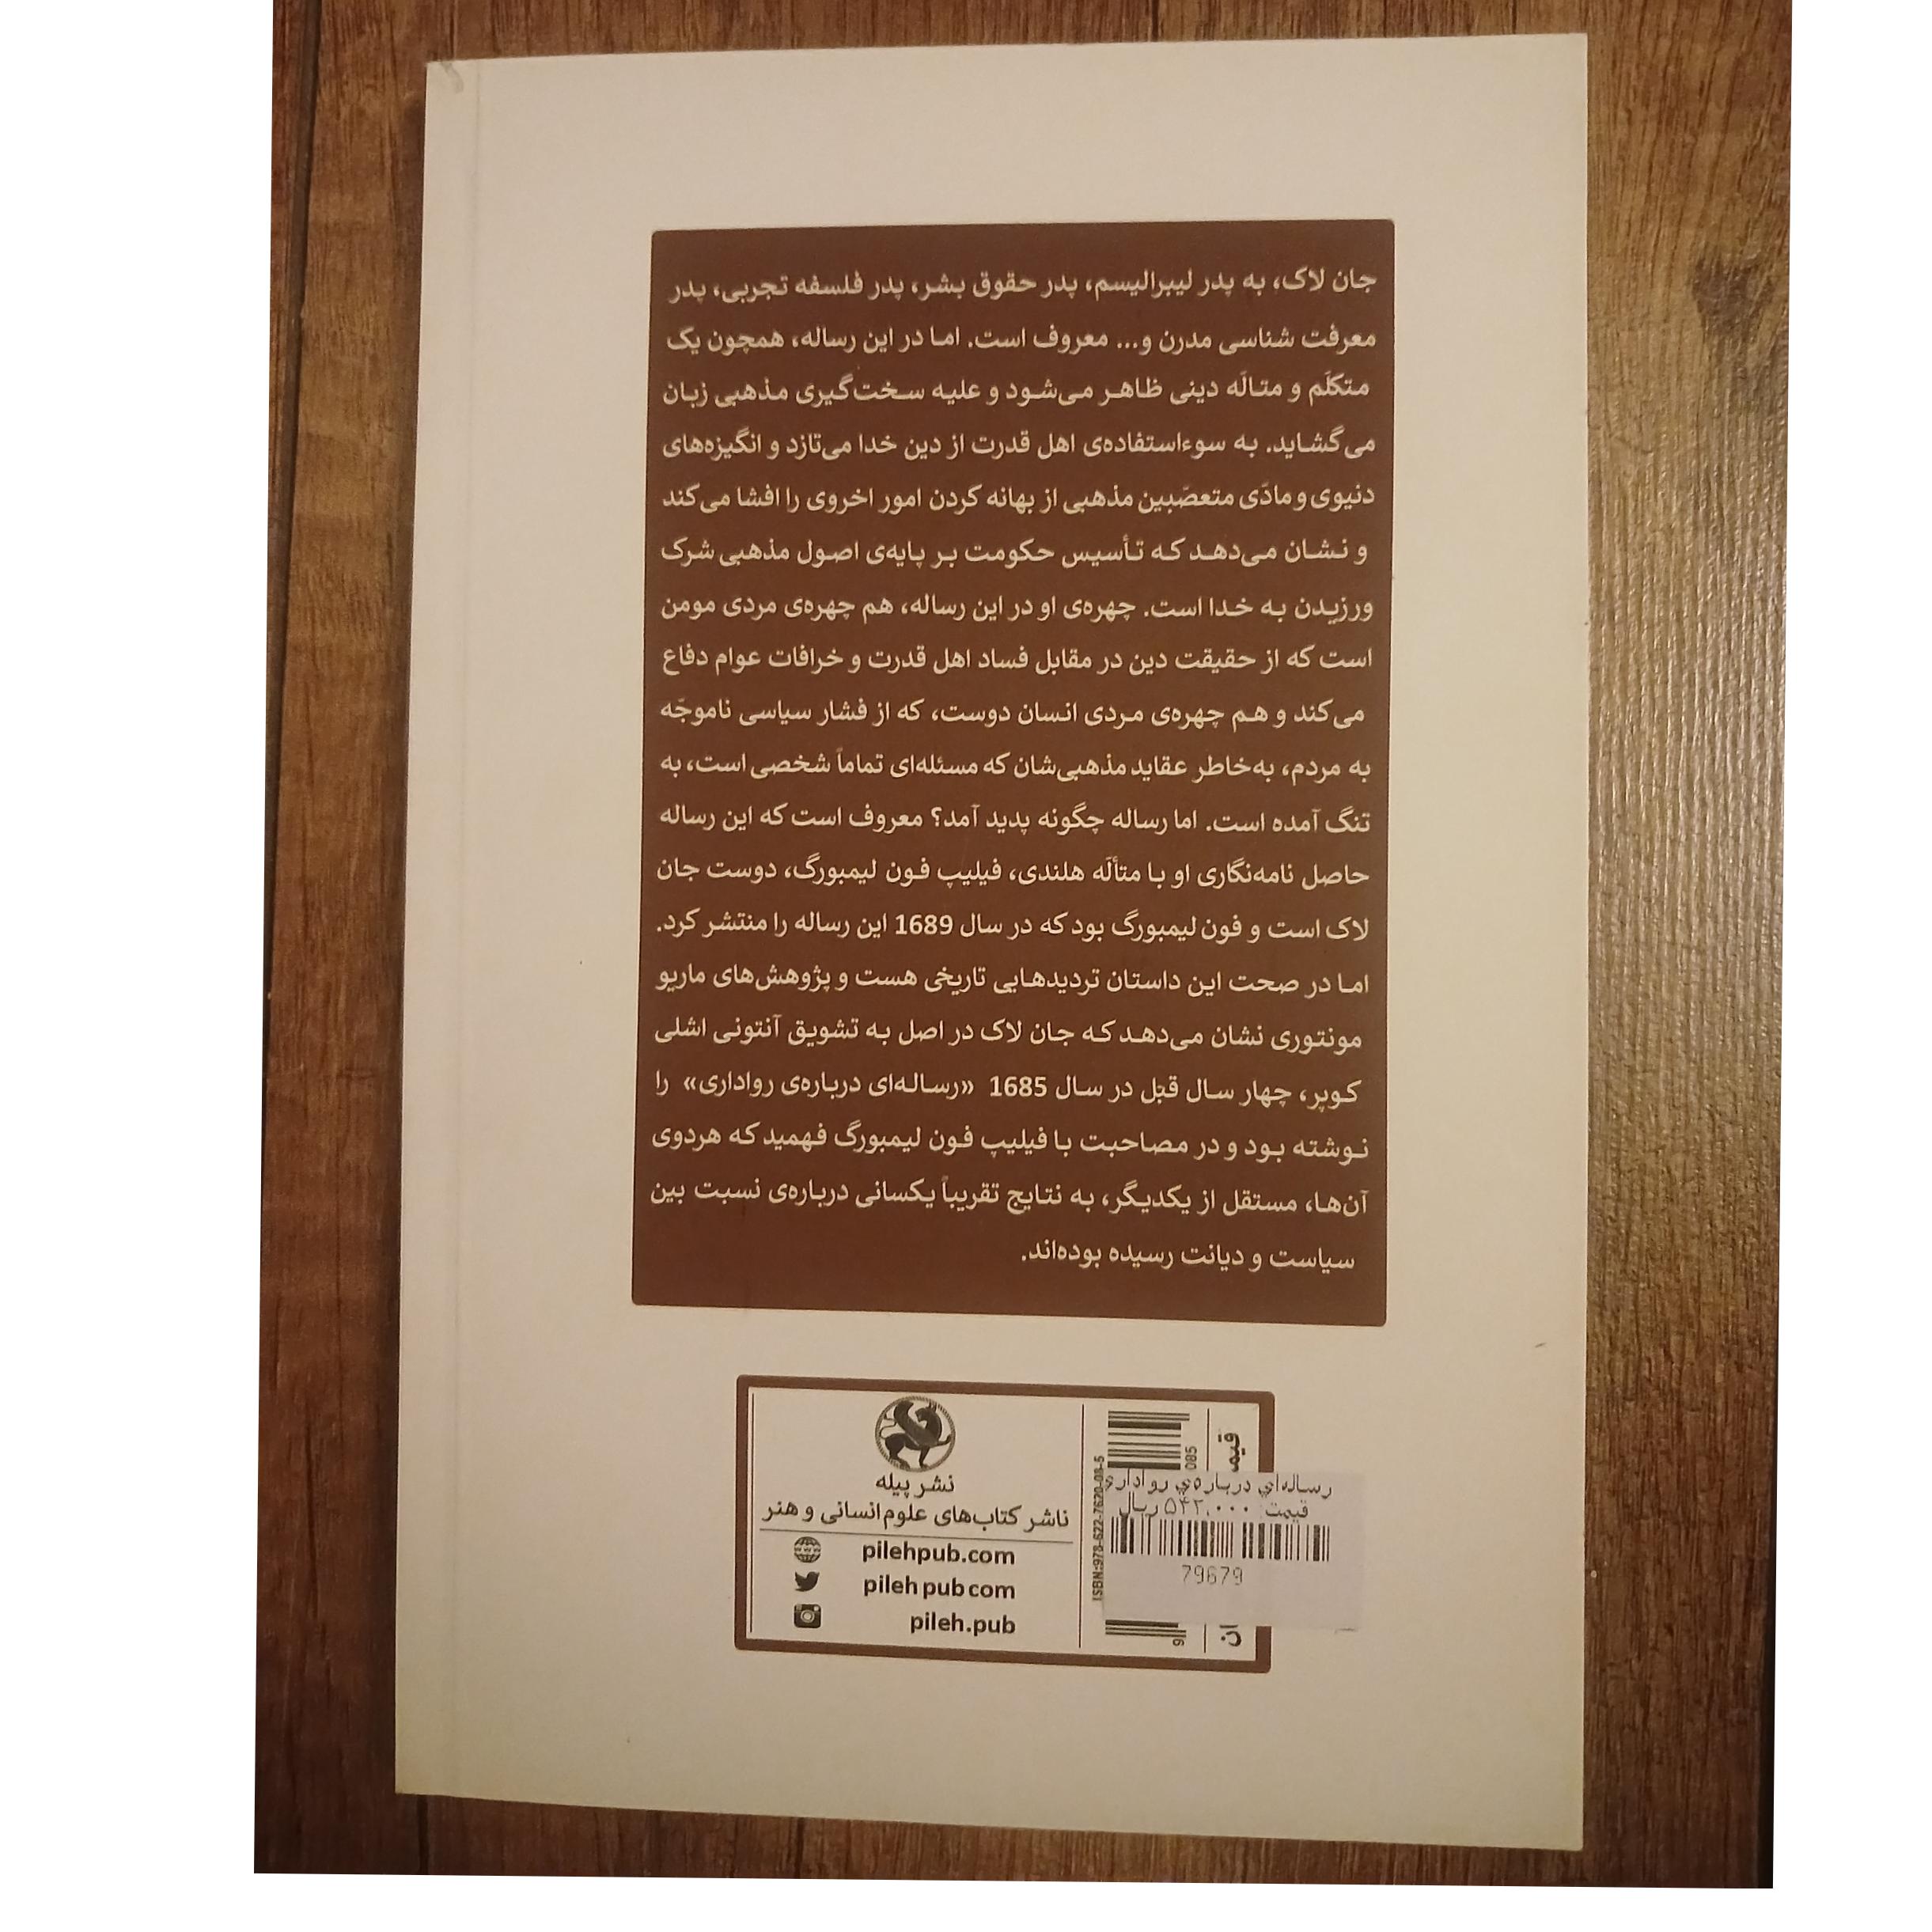 جان لاک، به پدر لیبرالیسم، پدر حقوق بشر، پدر فلسفه تجربی، پدر
معرفت شناسی مدرن و... معروف است. اما در این رساله، همچون یک
متکلّم و متالّه دینی ظاهر می‌شود و علیه سخت‌گیری مذهبی زبان
می‌گشاید. به سوءاستفاده‌ی اهل قدرت از دین خدا می‌تازد و انگیزه‌های
دنیوی و مادّی متعصّبین مذهبی از بهانه کردن امور اخروی را افشا می‌کند
و نشان می‌دهد که تأسیس حکومت بر پایه‌ی اصول مذهبی شرک
ورزیدن به خدا است. چهره‌ی او در این رساله، هم چهره‌ی مردی مومن
است که از حقیقت دین در مقابل فساد اهل قدرت و خرافات عوام دفاع
می‌کند و هم چهره‌ی مردی انسان دوست، که از فشار سیاسی ناموجّه
به مردم، به‌خاطر عقاید مذهبی‌شان که مسئله‌ای تماماً شخصی است، به
تنگ آمده است. اما رساله چگونه پدید آمد؟ معروف است که این رساله
حاصل نامه‌نگاری او با متألّه هلندی، فیلیپ فون لیمبورگ، دوست جان
لاک است و فون لیمبورگ بود که در سال 1689 این رساله را منتشر کرد.
اما در صحت این داستان تردیدهایی تاریخی هست و پژوهش‌های ماریو
مونتوری نشان می‌دهد که جان لاک در اصل به تشویق آنتونی اشلی
کوپر، چهار سال قبل در سال 1685 «رساله‌ای درباره‌ی رواداری» را
نوشته بود و در مصاحبت با فیلیپ فون لیمبورگ فهمید که هردوی
آن‌ها، مستقل از یکدیگر، به نتایج تقریباً یکسانی درباره‌ی نسبت بین
سیاست و دیانت رسیده بوده‌اند.
نشر پیله
ناشر کتاب‌های علوم انسانی و هنر
pilehpub.com
pilehpubcom
pileh.pub
ISBN:978-622-7620-08-5
رساله‌اي درباره‌ي رواداري
قیمت: ۵۴۲,۰۰۰ ریال
79679